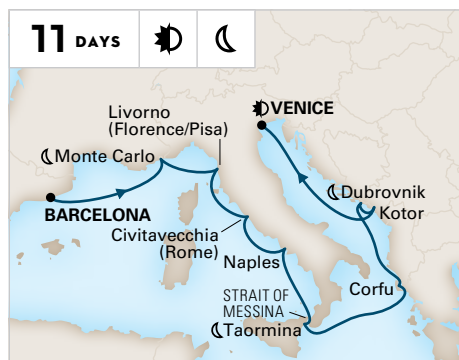 11 DAYS
Livorno
(Florence/Pisa)
VENICE
Monte Carlo
BARCELONA
Dubrovnik
Kotor
Civitavecchia
(Rome)
Naples
Corfu
STRAIT OF
MESSINA
Taormina